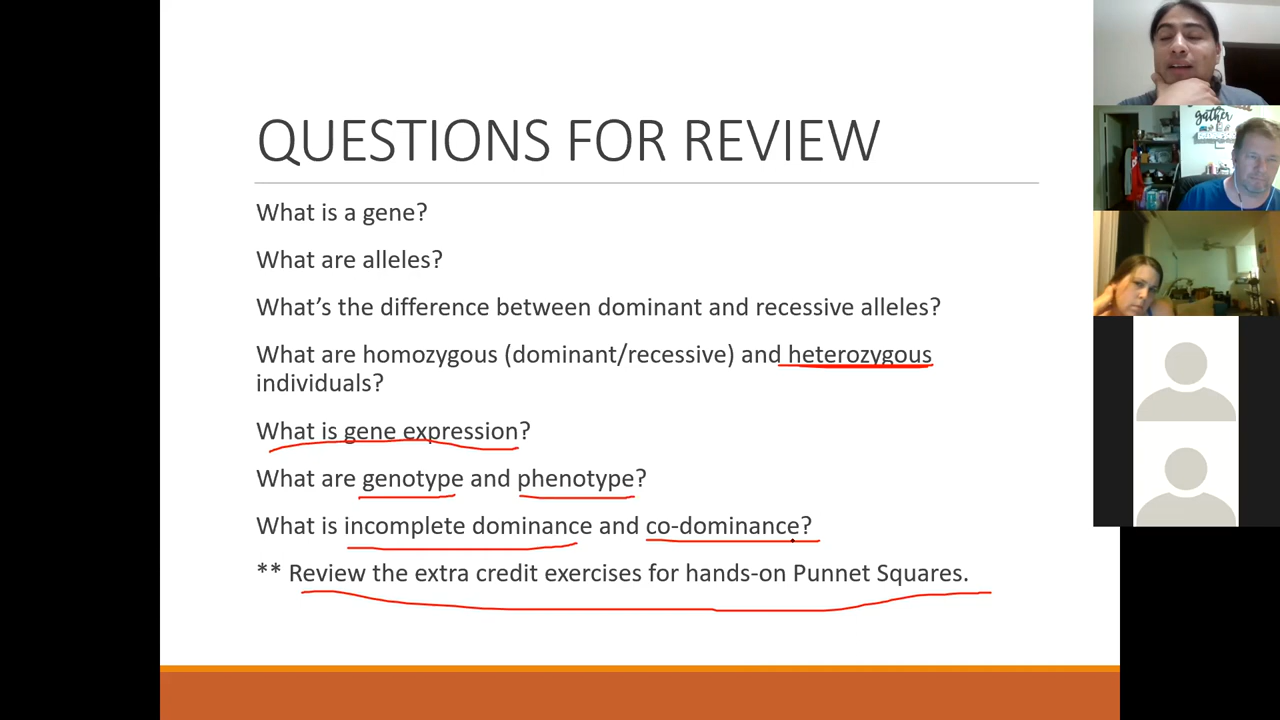 QUESTIONS FOR REVIEW
What is a gene?
What are alleles?
What’s the difference between dominant and recessive alleles?
What are homozygous (dominant/recessive) and heterozygous
individuals?
What is gene expression?
What are genotype and phenotype?
What is incomplete dominance and co-dominance?
** Review the extra credit exercises for hands-on Punnet Squares.
gather